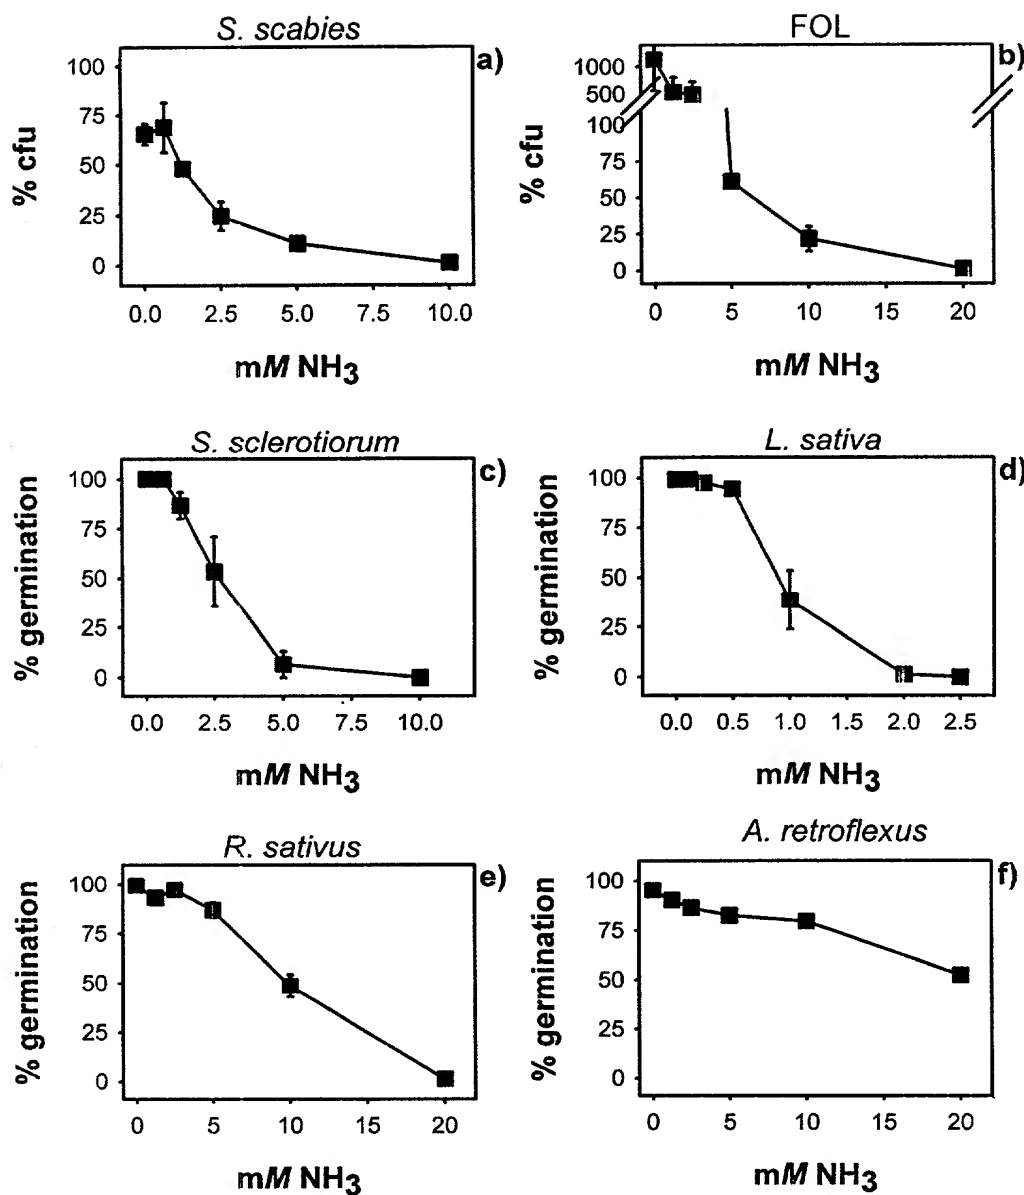 S. scabies
a)
100
75
50
25
0
% cfu
0.0 2.5 5.0 7.5 10.0
mM NH3
FOL
b)
1000
500
100
75
50
25
0
% cfu
0 5 10 15 20
mM NH3
S. sclerotiorum
c)
100
75
50
25
0
% germination
0.0 2.5 5.0 7.5 10.0
mM NH3
L. sativa
d)
100
75
50
25
0
% germination
0.0 0.5 1.0 1.5 2.0 2.5
mM NH3
R. sativus
e)
100
75
50
25
0
% germination
0 5 10 15 20
mM NH3
A. retroflexus
f)
100
75
50
25
0
% germination
0 5 10 15 20
mM NH3